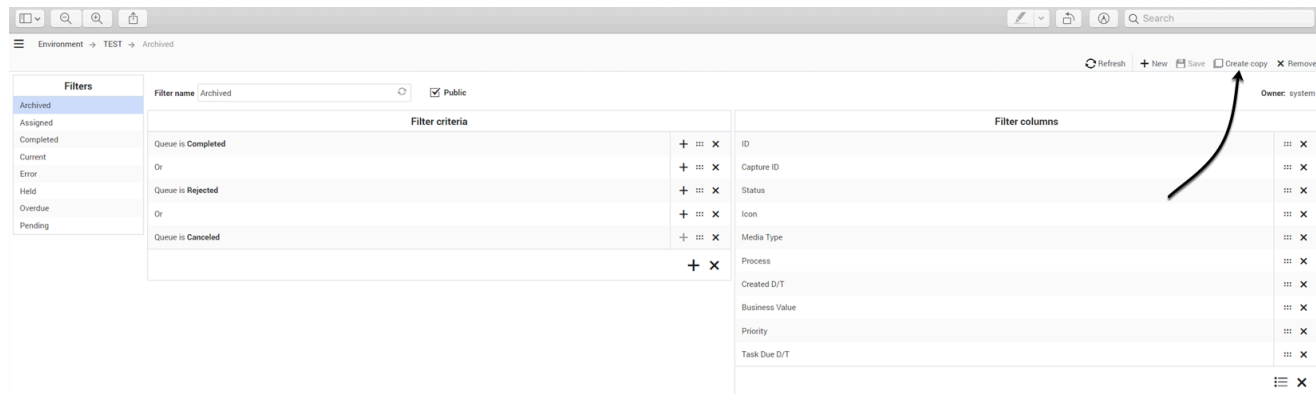 Search
Environment → TEST → Archived
Refresh + New Save Create copy × Remove
Filters
Archived
Assigned
Completed
Current
Error
Held
Overdue
Pending
Filter name Archived Public Owner: system
Filter criteria
Queue is Completed
Or
Queue is Rejected
Or
Queue is Canceled
Filter columns
ID
Capture ID
Status
Icon
Media Type
Process
Created D/T
Business Value
Priority
Task Due D/T